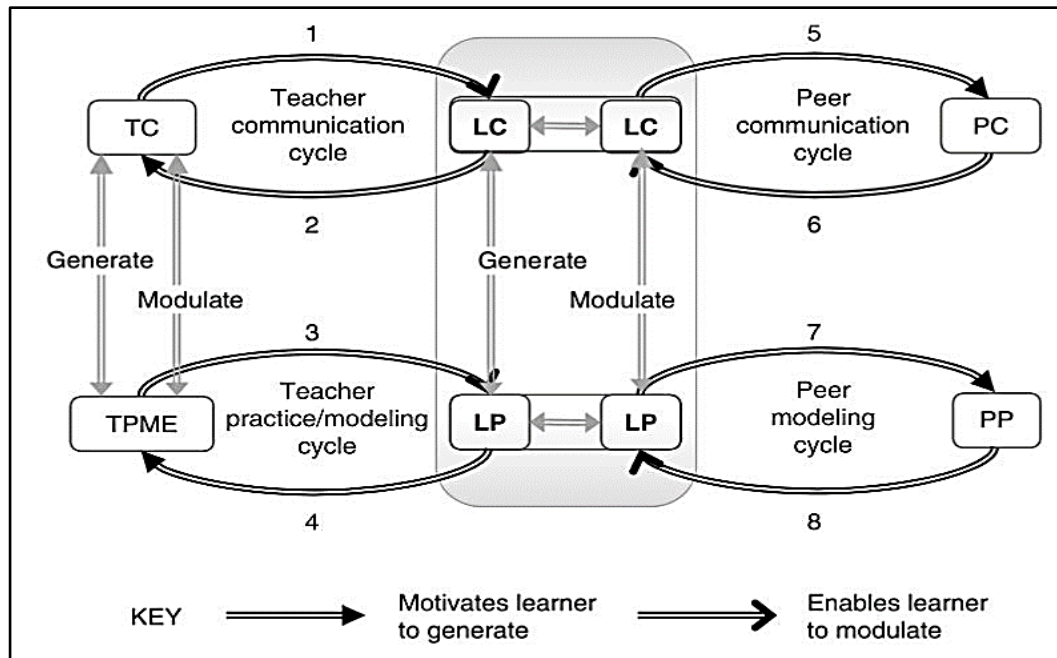 1
5
TC
Teacher
communication
cycle
LC
LC
Peer
communication
cycle
PC
2
6
Generate
Generate
Modulate
Modulate
3
7
TPME
Teacher
practice/modeling
cycle
LP
LP
Peer
modeling
cycle
PP
4
8
KEY
Motivates learner
to generate
Enables learner
to modulate